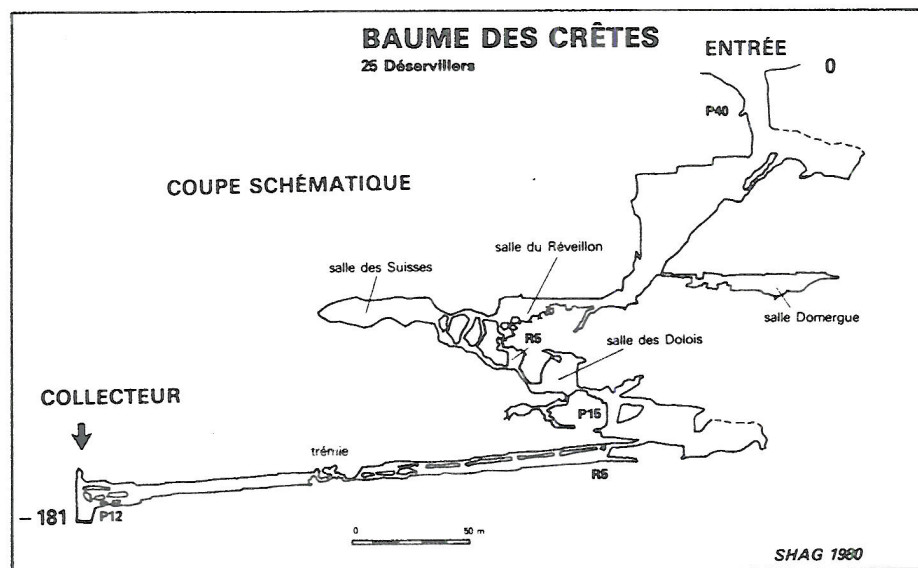 BAUME DES CRÊTES
25 Déservillers
ENTRÉE
0
P40
COUPE SCHÉMATIQUE
salle du Réveillon
salle des Suisses
salle Domergue
R5
salle des Dolois
COLLECTEUR
P15
trémie
R5
-181
P12
0
50 m
SHAG 1980